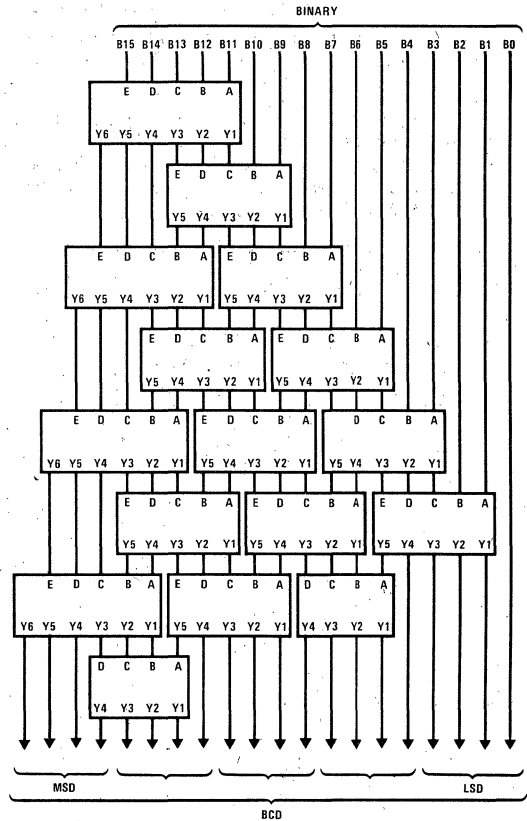 BINARY
B15 B14 B13 B12 B11 B10 B9 B8 B7 B6 B5 B4 B3 B2 B1 B0
E D C B A
Y6 Y5 Y4 Y3 Y2 Y1
E D C B A
Y5 Y4 Y3 Y2 Y1
E D C B A E D C B A
Y6 Y5 Y4 Y3 Y2 Y1 Y5 Y4 Y3 Y2 Y1
E D C B A E D C B A
Y5 Y4 Y3 Y2 Y1 Y5 Y4 Y3 Y2 Y1
E D C B A E D C B A D C B A
Y6 Y5 Y4 Y3 Y2 Y1 Y5 Y4 Y3 Y2 Y1 Y5 Y4 Y3 Y2 Y1
E D C B A E D C B A E D C B A
Y5 Y4 Y3 Y2 Y1 Y5 Y4 Y3 Y2 Y1 Y5 Y4 Y3 Y2 Y1
E D C B A E D C B A D C B A
Y6 Y5 Y4 Y3 Y2 Y1 Y5 Y4 Y3 Y2 Y1 Y4 Y3 Y2 Y1
D C B A
Y4 Y3 Y2 Y1
MSD LSD
BCD